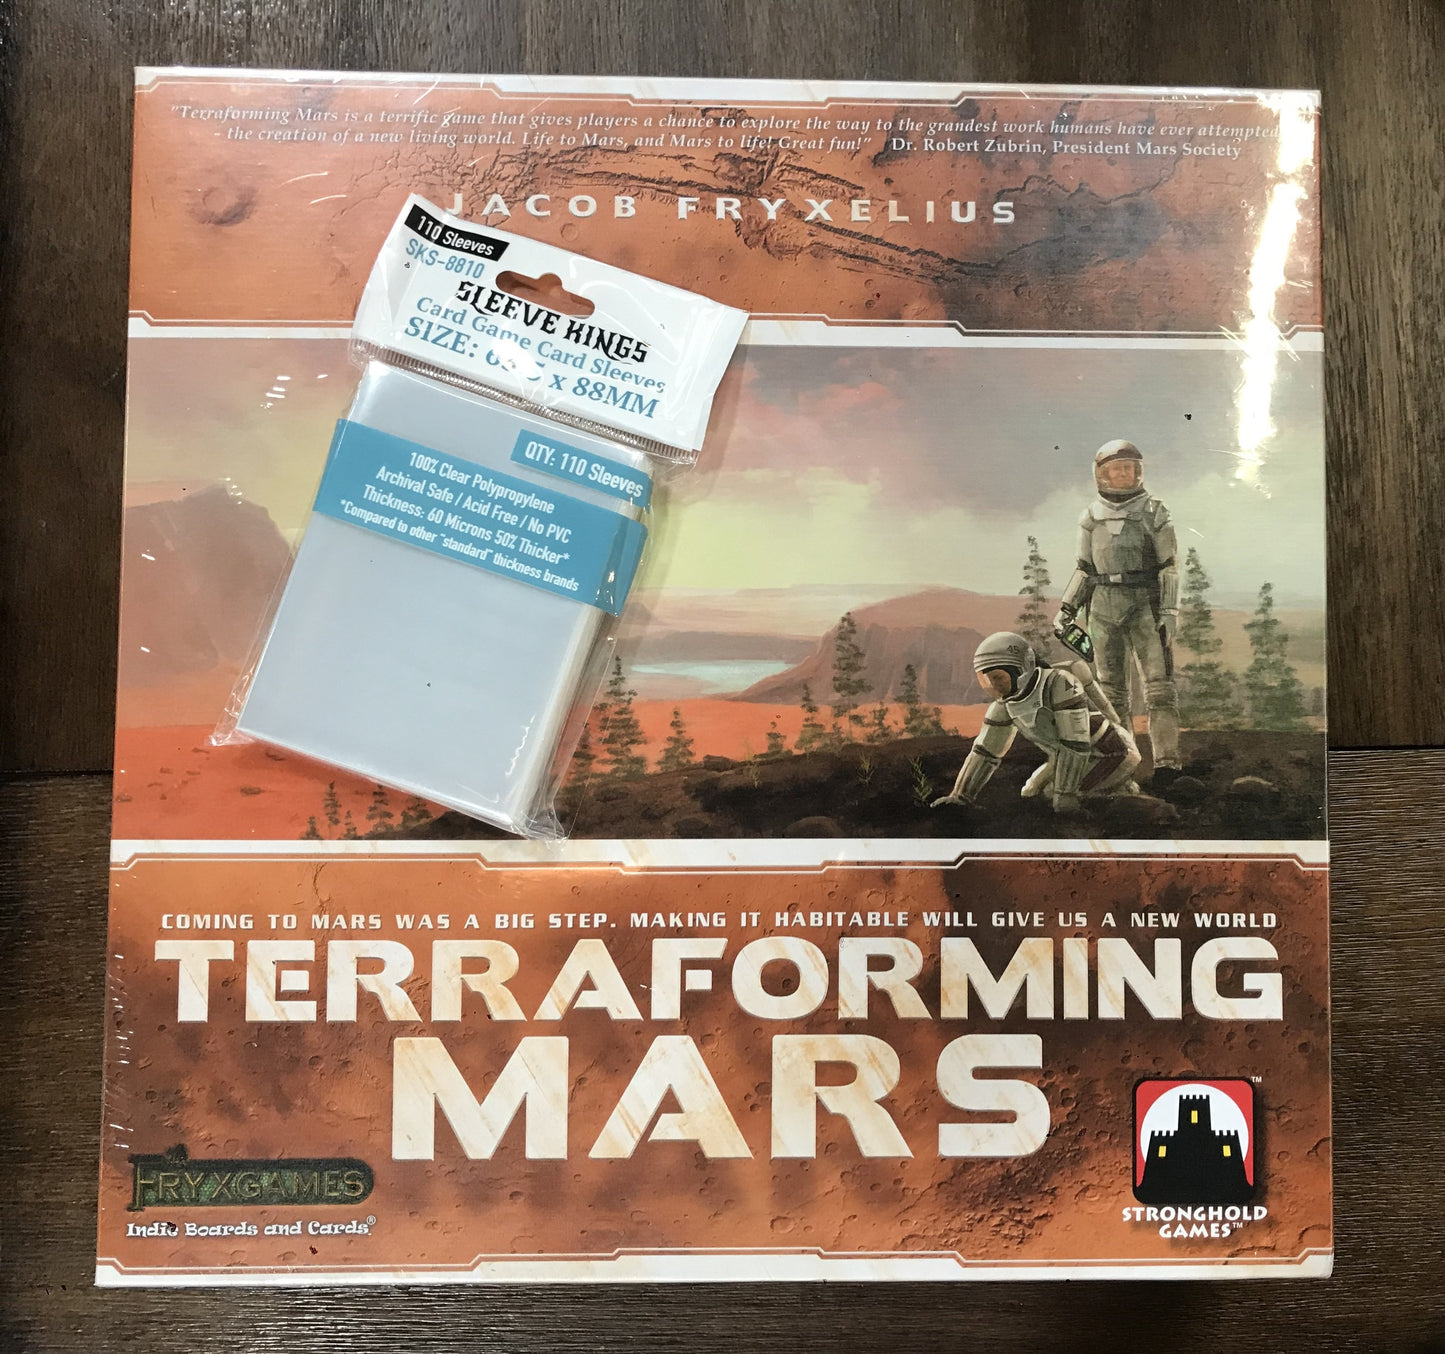 "Terraforming Mars is a terrific game that gives players a chance to explore the way to the grandest work humans have ever attempted
- the creation of a new living world. Life to Mars, and Mars to life! Great fun!" Dr. Robert Zubrin, President Mars Society
JACOB FRYXELIUS
110 Sleeves
SKS-8810
SLEEVE KINGS
Card Game Card Sleeves
SIZE: x 88MM
QTY: 110 Sleeves
100% Clear Polypropylene
Archival Safe / Acid Free / No PVC
Thickness: 60 Microns 50% Thicker*
*Compared to other "standard" thickness brands
45
COMING TO MARS WAS A BIG STEP. MAKING IT HABITABLE WILL GIVE US A NEW WORLD
TERRAFORMING
MARS
FRYXGAMES
Indie Boards and Cards®
STRONGHOLD
GAMES™
TM